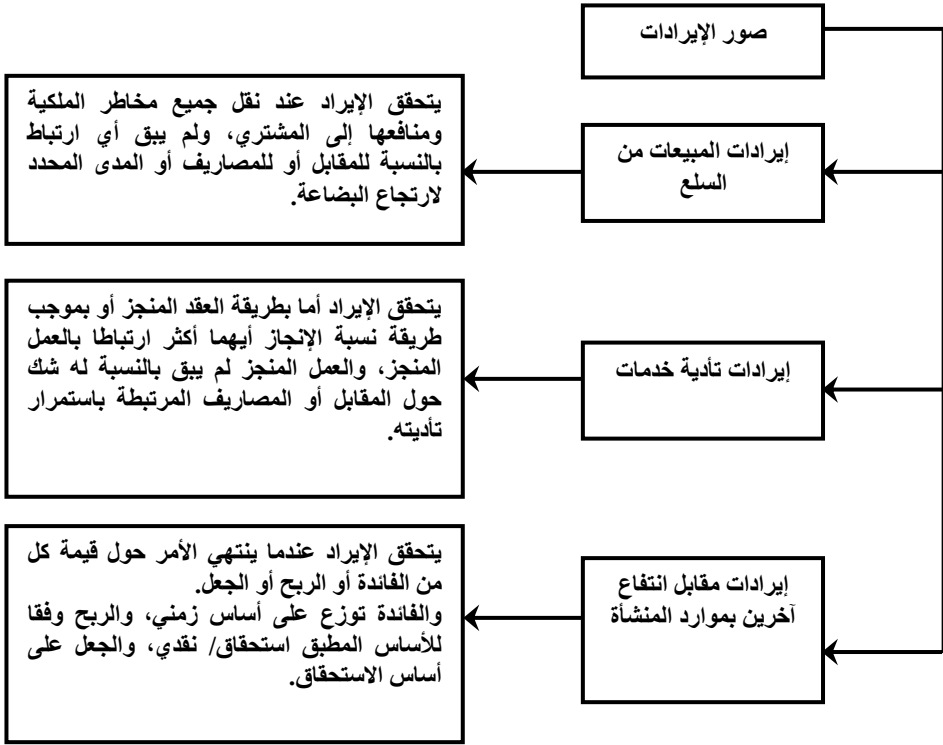 صور الإيرادات
إيرادات المبيعات من
السلع
يتحقق الإيراد عند نقل جميع مخاطر الملكية
ومنافعها إلى المشتري، ولم يبق أي ارتباط
بالنسبة للمقابل أو للمصاريف أو المدى المحدد
لارتجاع البضاعة.
إيرادات تأدية خدمات
يتحقق الإيراد أما بطريقة العقد المنجز أو بموجب
طريقة نسبة الإنجاز أيهما أكثر ارتباطا بالعمل
المنجز، والعمل المنجز لم يبق بالنسبة له شك
حول المقابل أو المصاريف المرتبطة باستمرار
تأديته.
إيرادات مقابل انتفاع
آخرين بموارد المنشأة
يتحقق الإيراد عندما ينتهي الأمر حول قيمة كل
من الفائدة أو الربح أو الجعل.
والفائدة توزع على أساس زمني، والربح وفقا
للأساس المطبق استحقاق/ نقدي، والجعل على
أساس الاستحقاق.